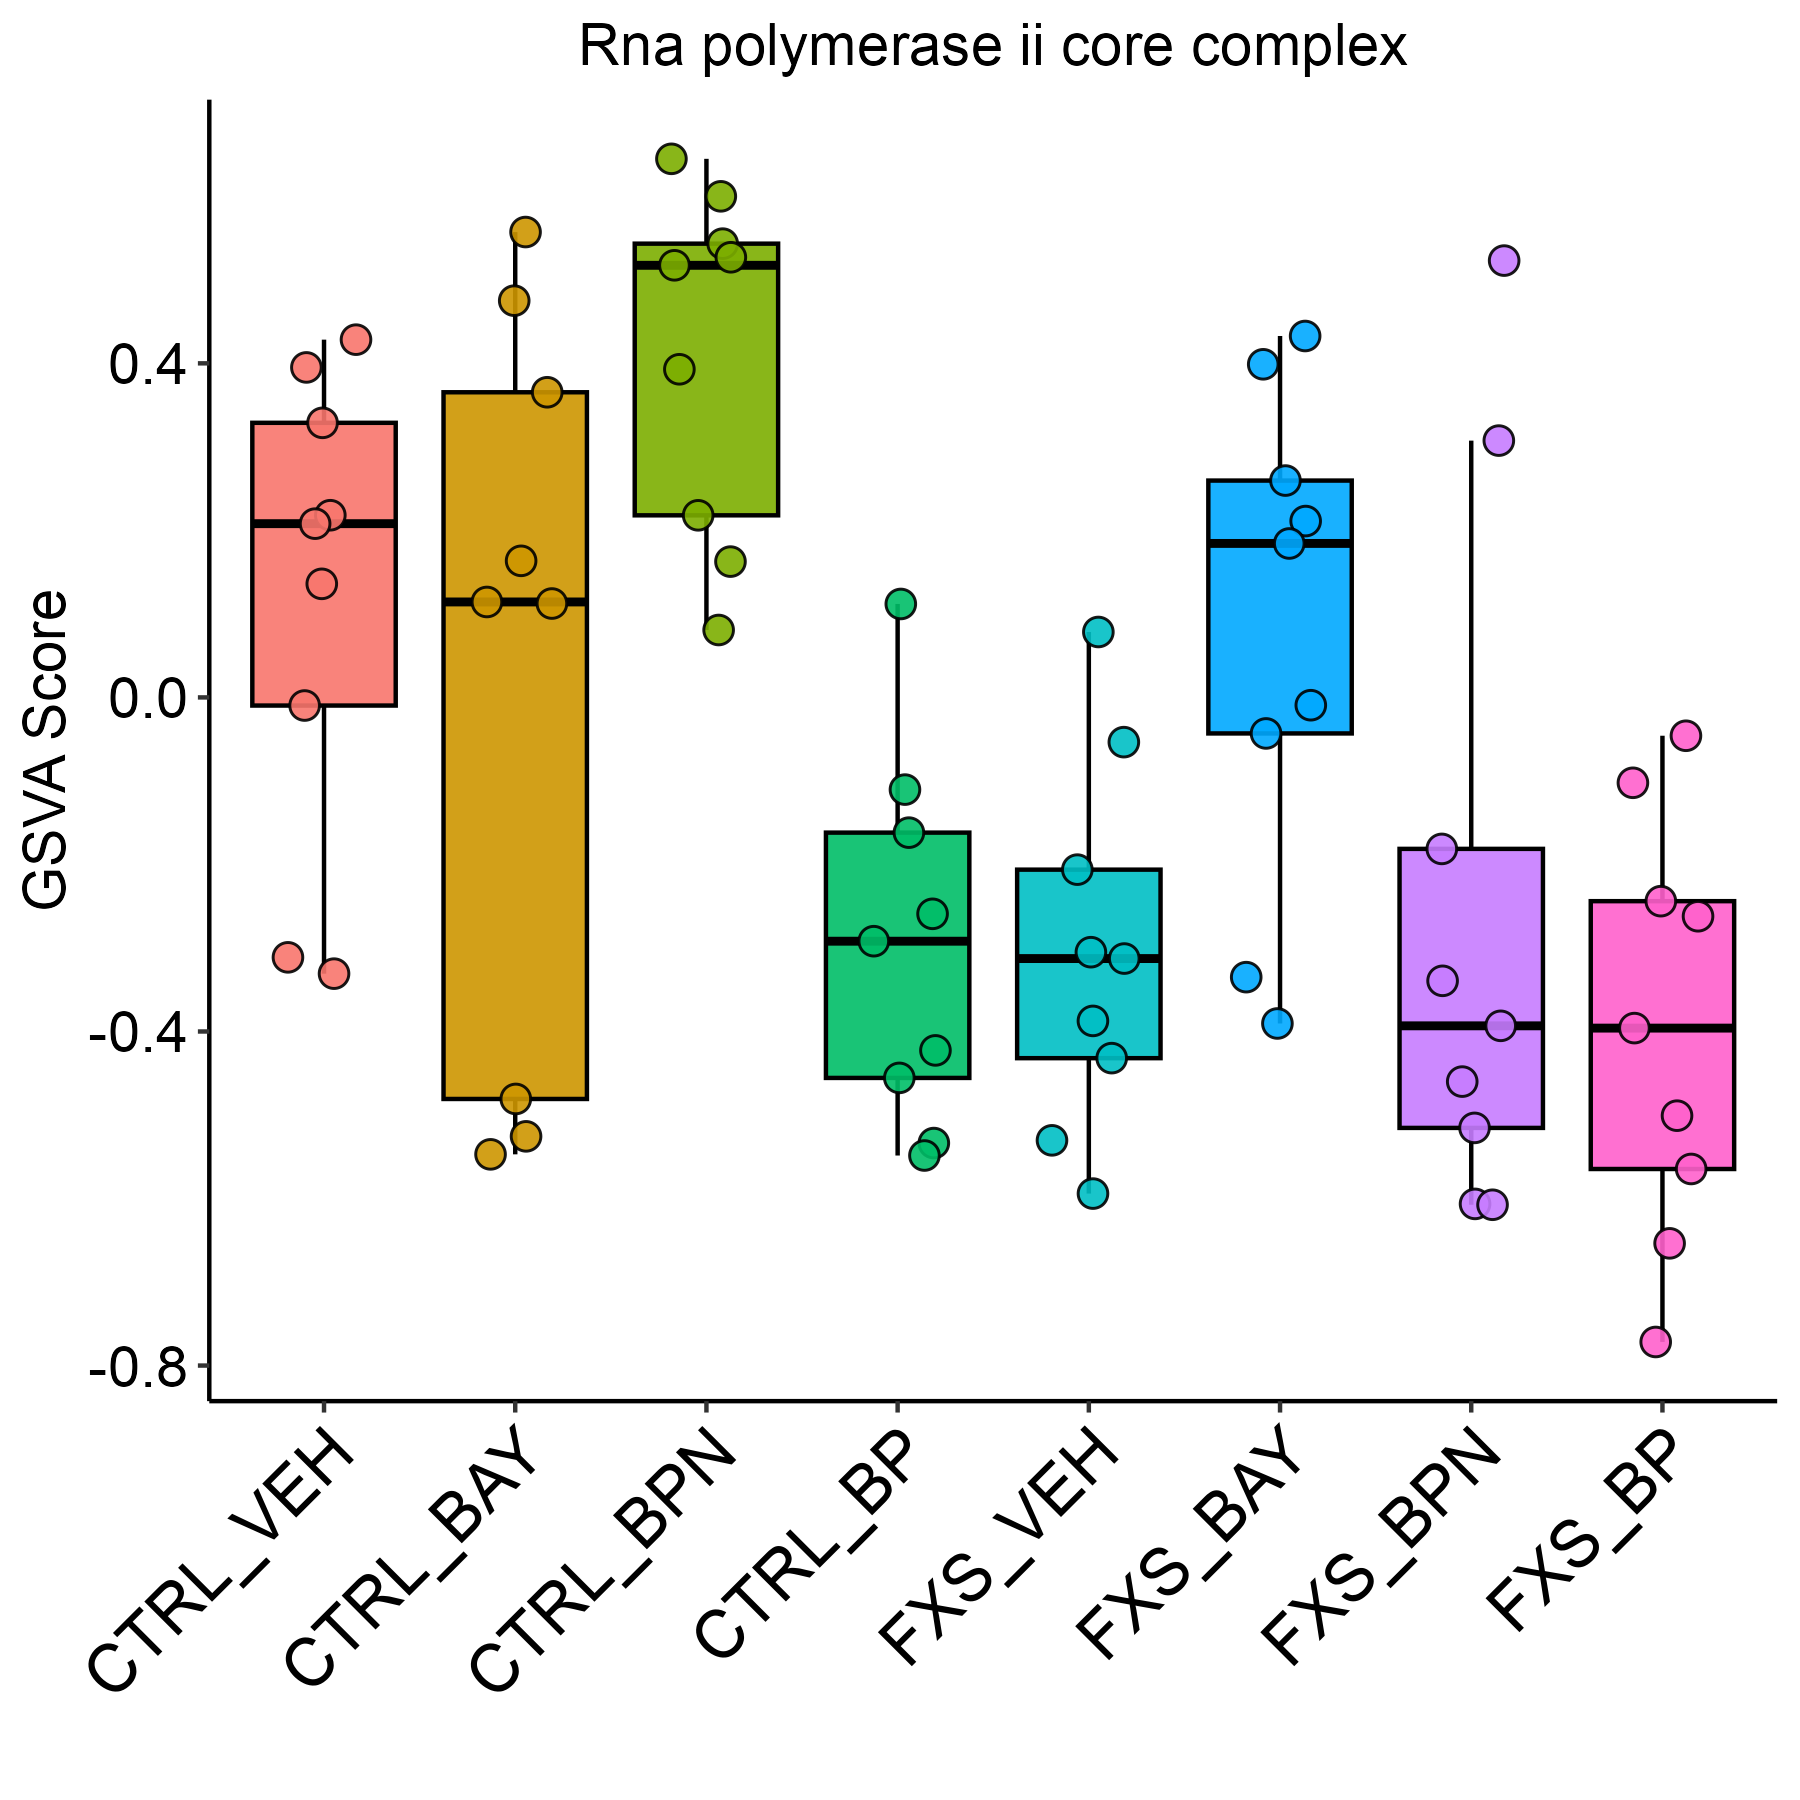 Rna polymerase ii core complex
GSVA Score
0.4
0.0
-0.4
-0.8
CTRL_VEH
CTRL_BAY
CTRL_BPN
CTRL_BP
FXS_VEH
FXS_BAY
FXS_BPN
FXS_BP